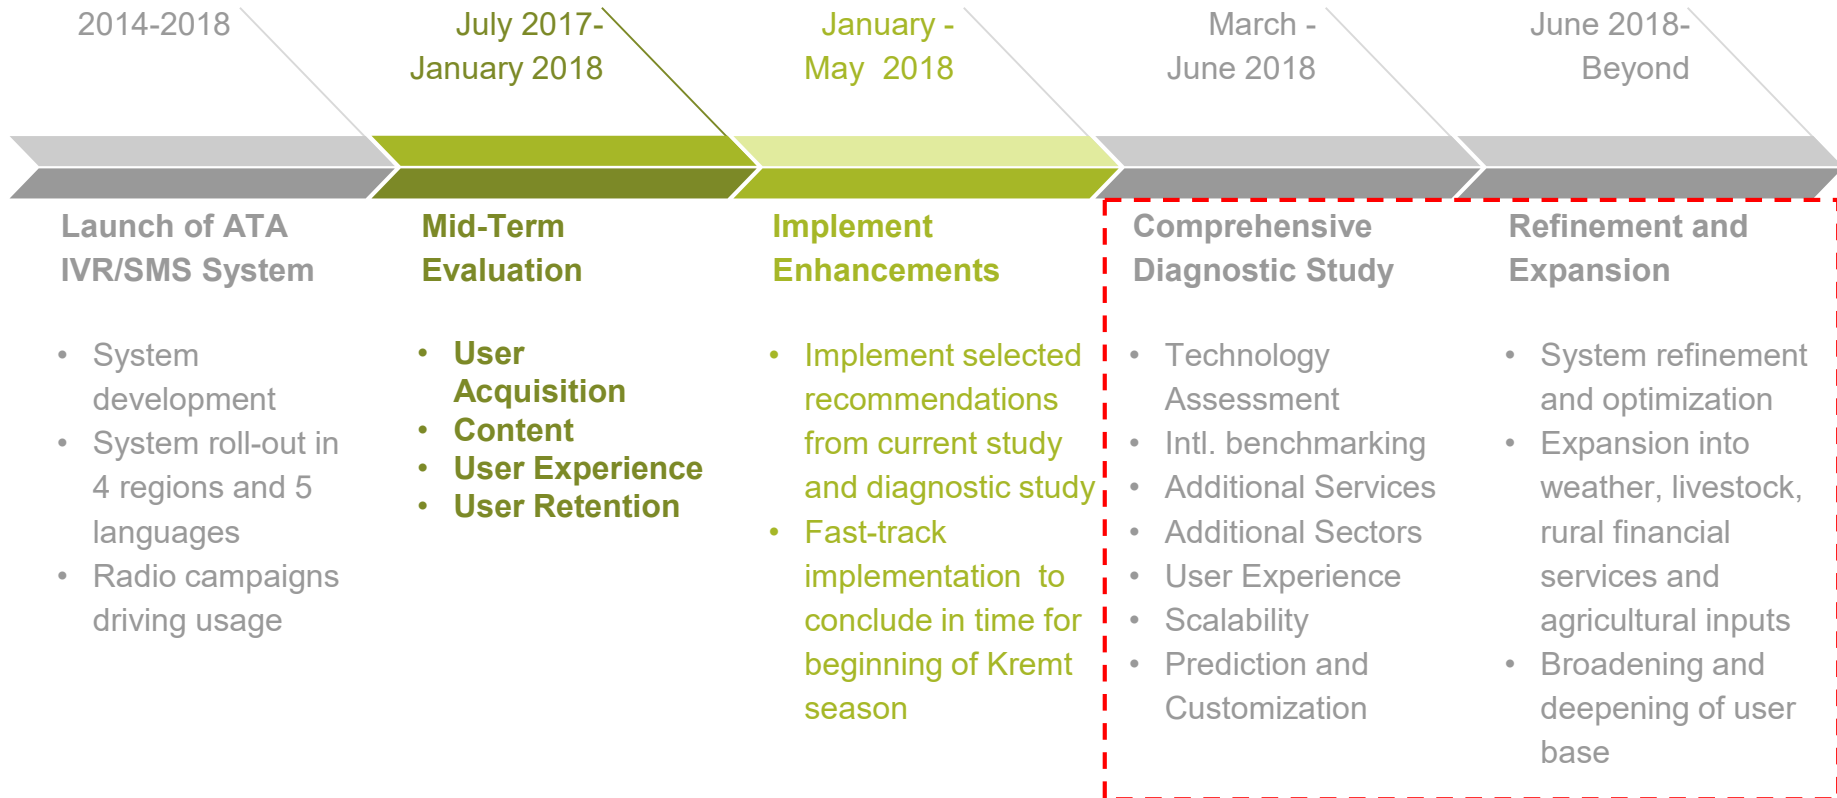 2014-2018
July 2017-
January 2018
January -
May  2018
March -
June 2018
June 2018-
Beyond
Launch of ATA
IVR/SMS System
• System
development
• System roll-out in
4 regions and 5
languages
• Radio campaigns
driving usage
Mid-Term
Evaluation
• User
Acquisition
• Content
• User Experience
• User Retention
Implement
Enhancements
• Implement selected
recommendations
from current study
and diagnostic study
• Fast-track
implementation  to
conclude in time for
beginning of Kremt
season
Comprehensive
Diagnostic Study
• Technology
Assessment
• Intl. benchmarking
• Additional Services
• Additional Sectors
• User Experience
• Scalability
• Prediction and
Customization
Refinement and
Expansion
• System refinement
and optimization
• Expansion into
weather, livestock,
rural financial
services and
agricultural inputs
• Broadening and
deepening of user
base